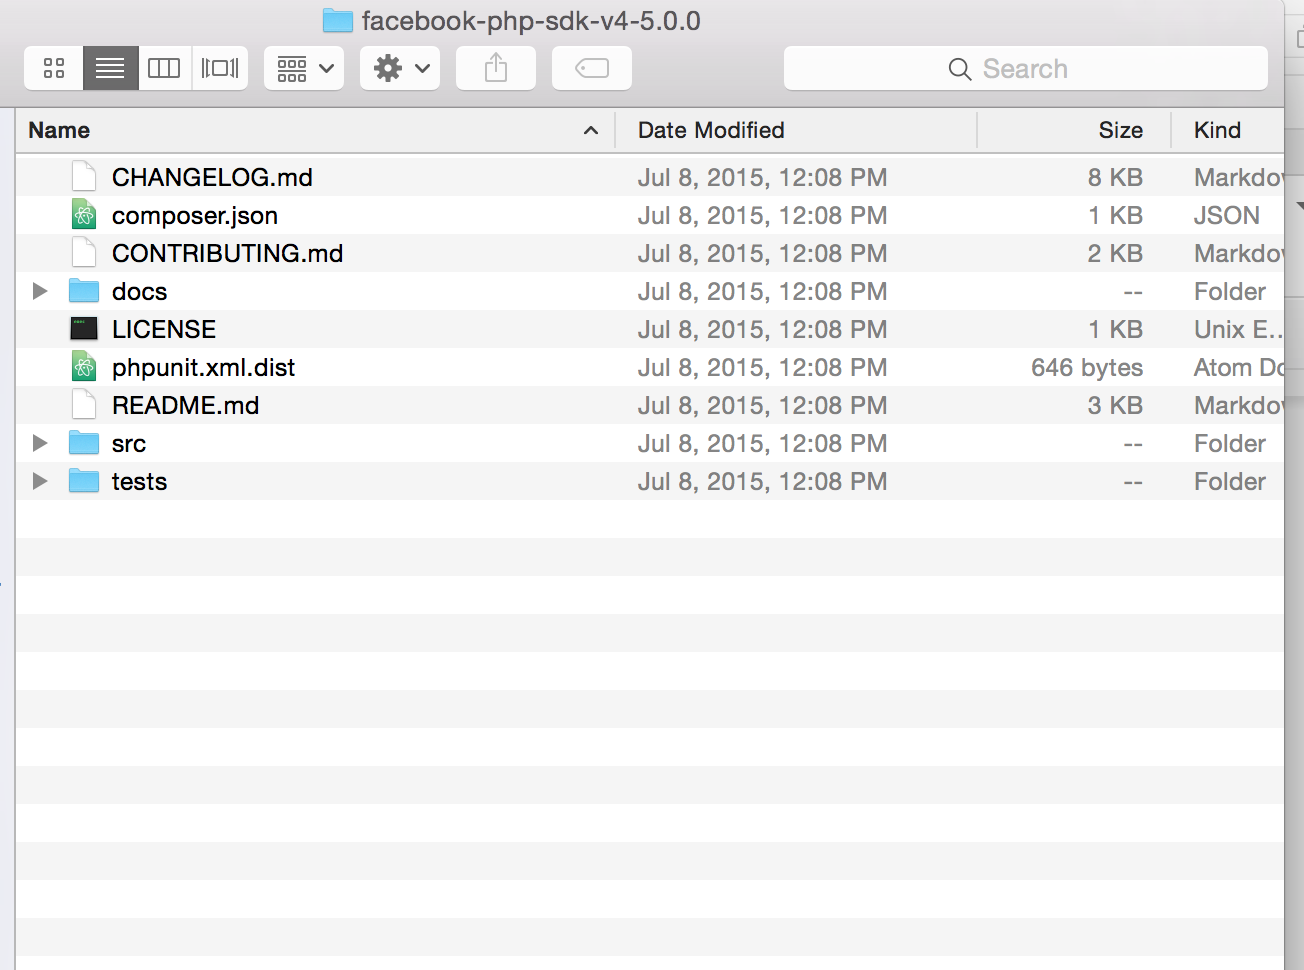 facebook-php-sdk-v4-5.0.0
Search
Name Date Modified Size Kind
CHANGELOG.md Jul 8, 2015, 12:08 PM 8 KB Markdo
composer.json Jul 8, 2015, 12:08 PM 1 KB JSON
CONTRIBUTING.md Jul 8, 2015, 12:08 PM 2 KB Markdo
docs Jul 8, 2015, 12:08 PM -- Folder
LICENSE Jul 8, 2015, 12:08 PM 1 KB Unix E...
phpunit.xml.dist Jul 8, 2015, 12:08 PM 646 bytes Atom Do
README.md Jul 8, 2015, 12:08 PM 3 KB Markdo
src Jul 8, 2015, 12:08 PM -- Folder
tests Jul 8, 2015, 12:08 PM -- Folder